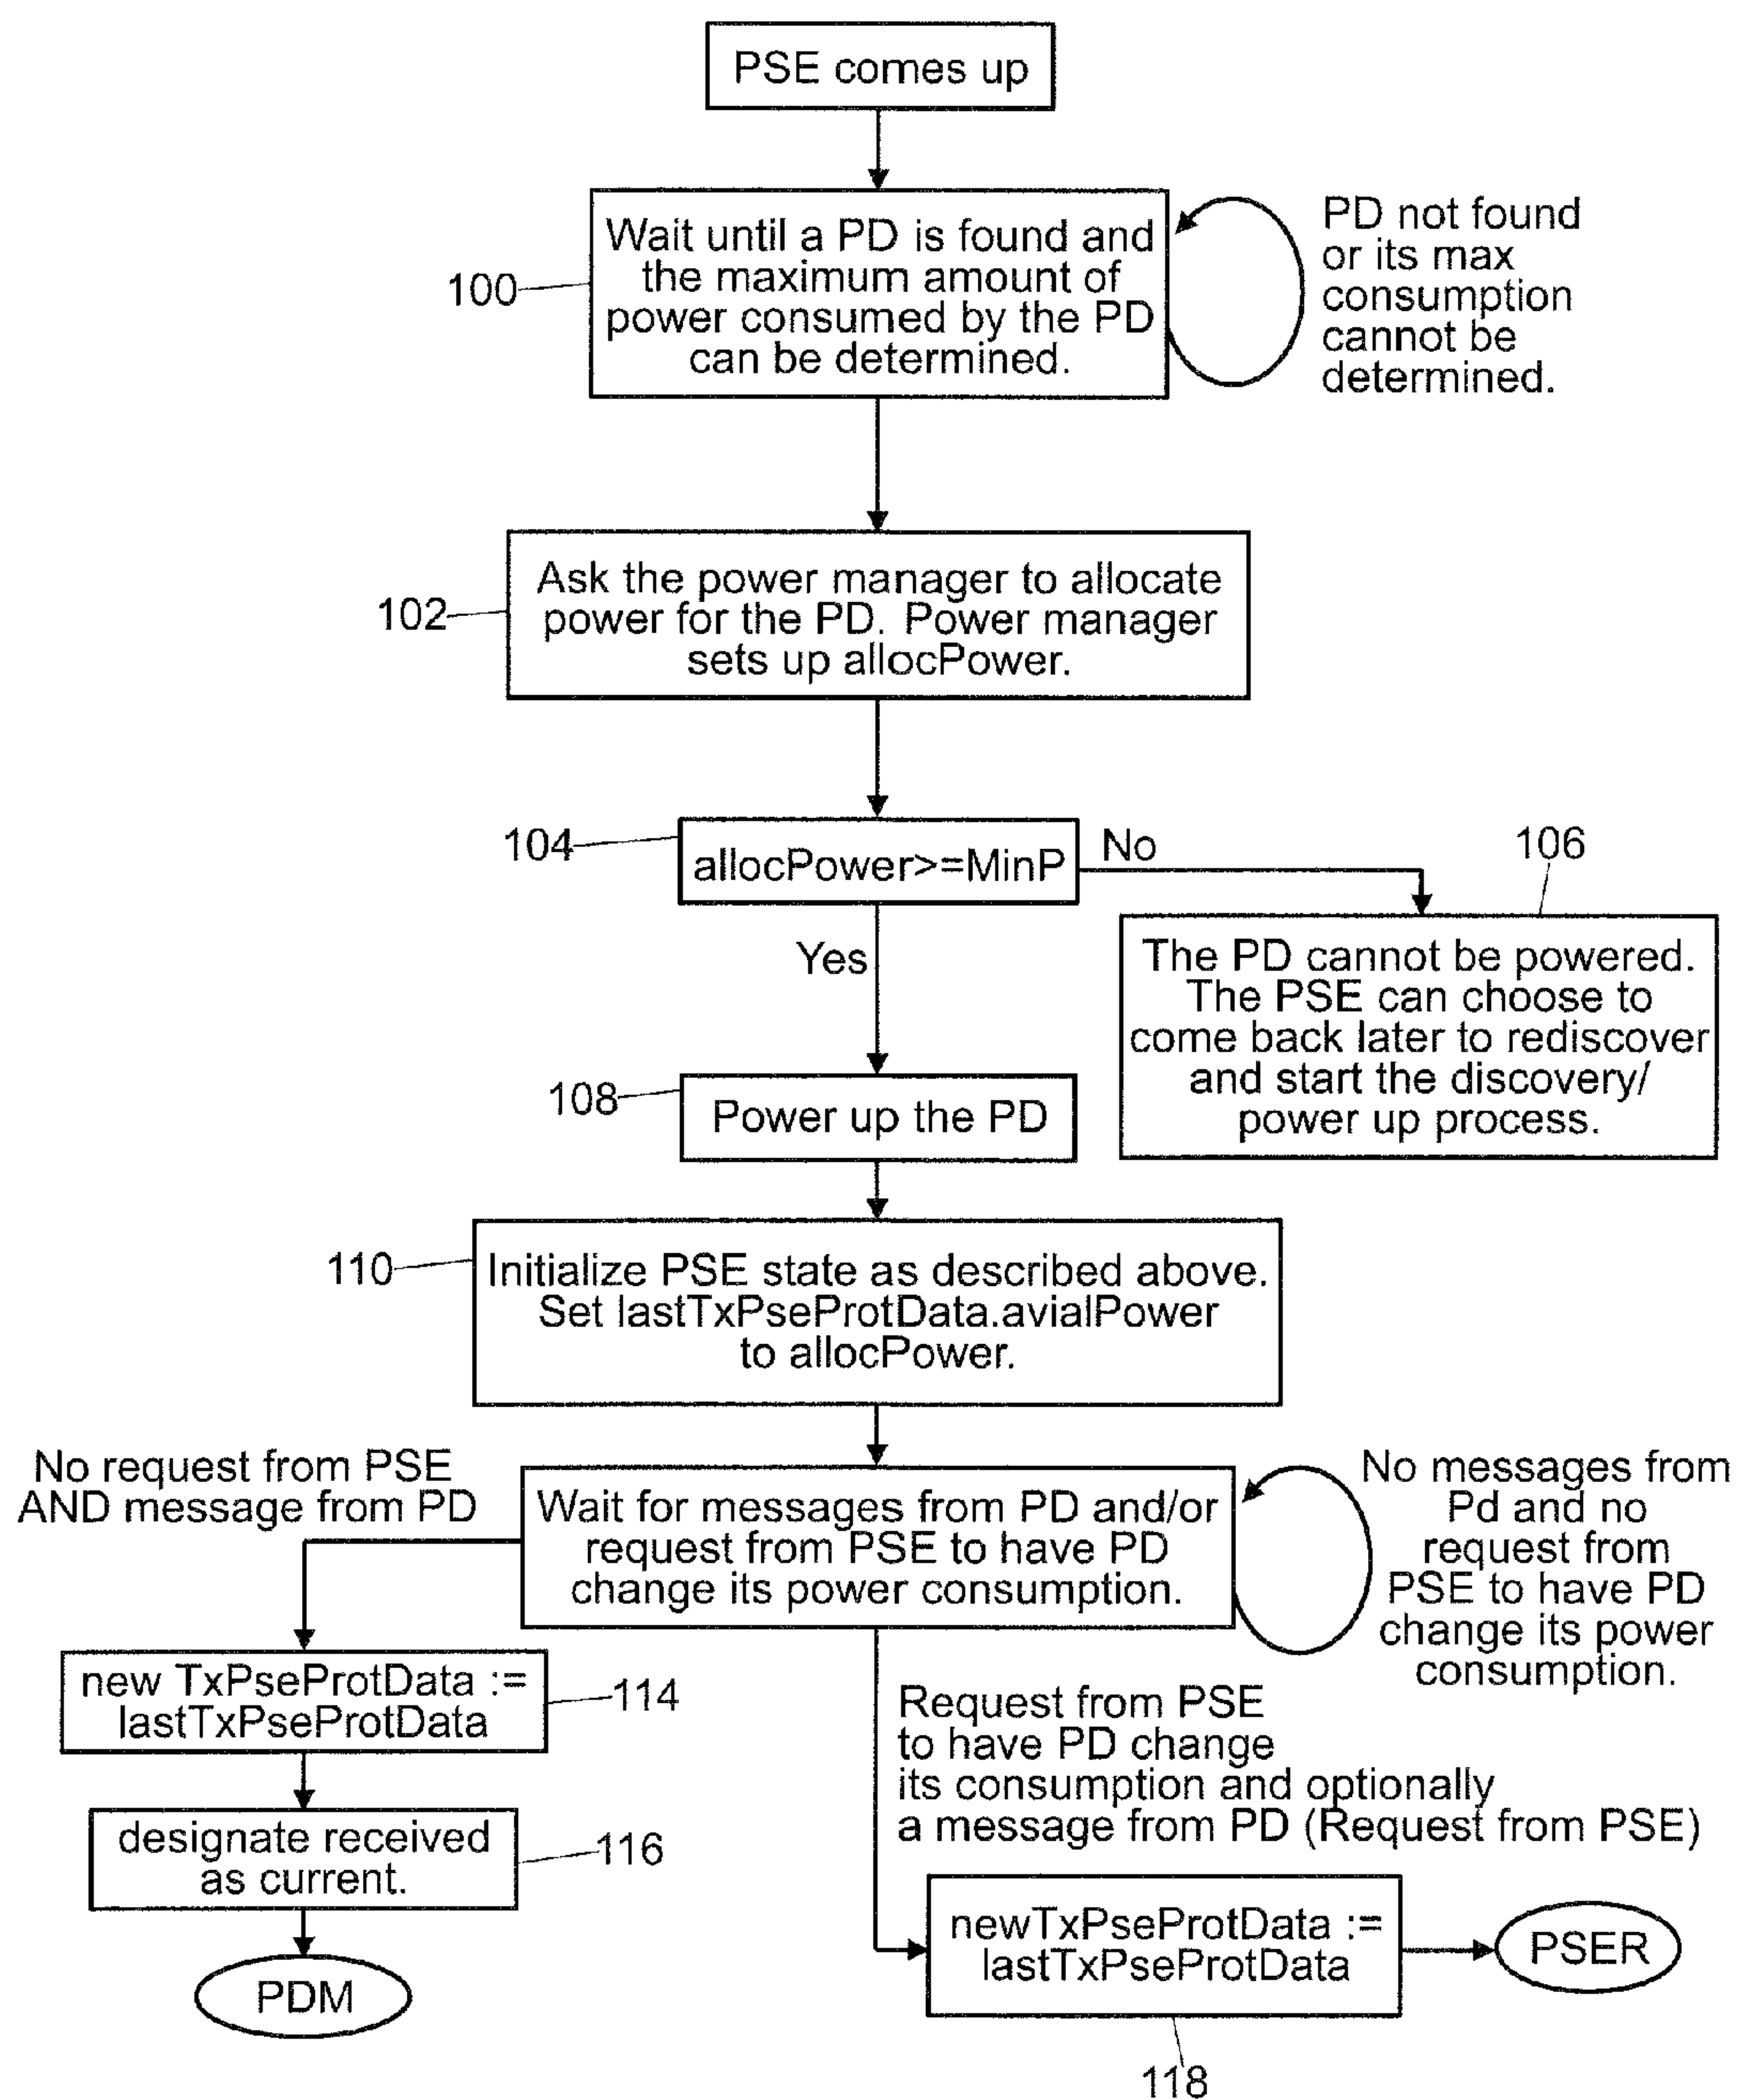 PSE comes up
Wait until a PD is found and
the maximum amount of
power consumed by the PD
can be determined.
100
PD not found
or its max
consumption
cannot be
determined.
Ask the power manager to allocate
power for the PD. Power manager
sets up allocPower.
102
104
allocPower>=MinP
No
106
Yes
The PD cannot be powered.
The PSE can choose to
come back later to rediscover
and start the discovery/
power up process.
108
Power up the PD
110
Initialize PSE state as described above.
Set lastTxPseProtData.avialPower
to allocPower.
No request from PSE
AND message from PD
Wait for messages from PD and/or
request from PSE to have PD
change its power consumption.
No messages from
Pd and no
request from
PSE to have PD
change its power
consumption.
new TxPseProtData :=
lastTxPseProtData
114
designate received
as current.
116
PDM
Request from PSE
to have PD change
its consumption and optionally
a message from PD (Request from PSE)
newTxPseProtData :=
lastTxPseProtData
PSER
118